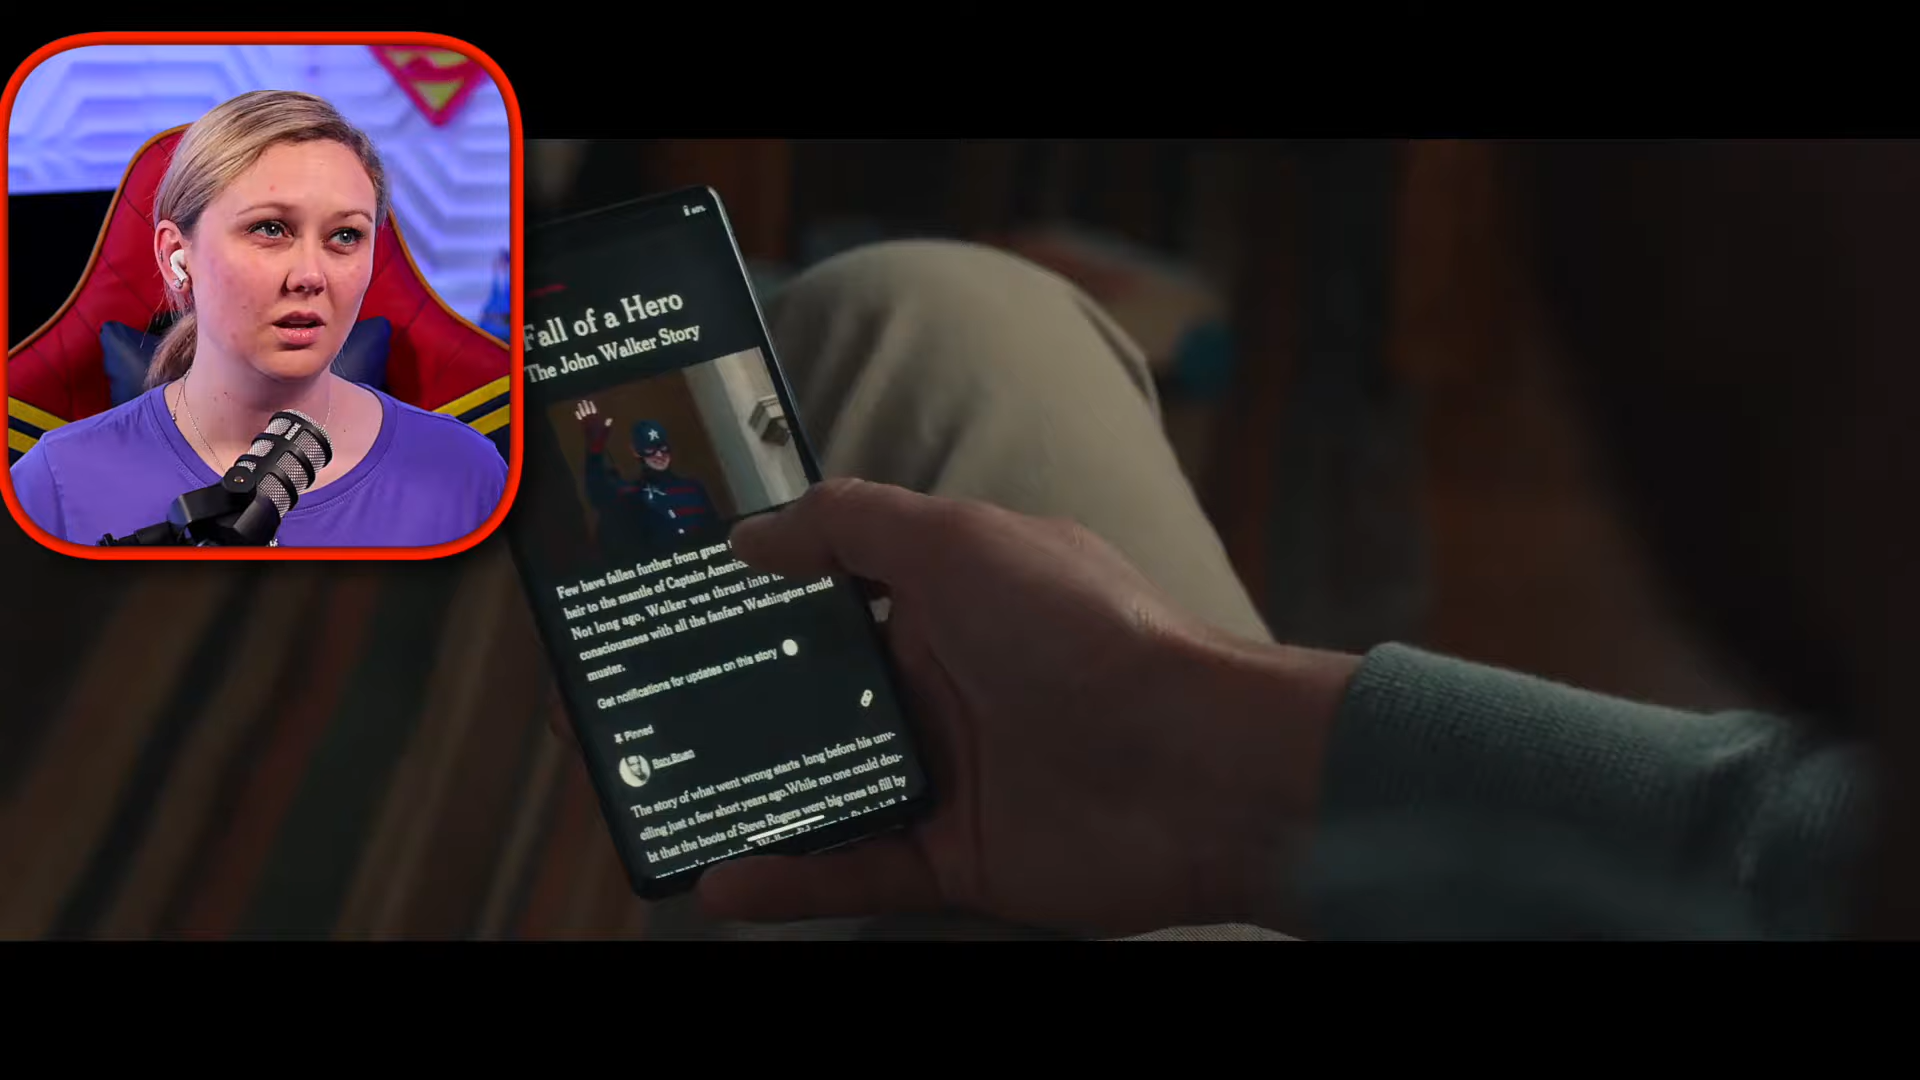 Fall of a Hero
The John Walker Story
Few have fallen further from grace
heir to the mantle of Captain America
Not long ago, Walker was thrust into
consciousness with all the fanfare Washington could
muster.
Get notifications for updates on this story
Pinned
The story of what went wrong starts long before his unv-
eiling just a few short years ago. While no one could dou-
bt that the boots of Steve Rogers were big ones to fill by